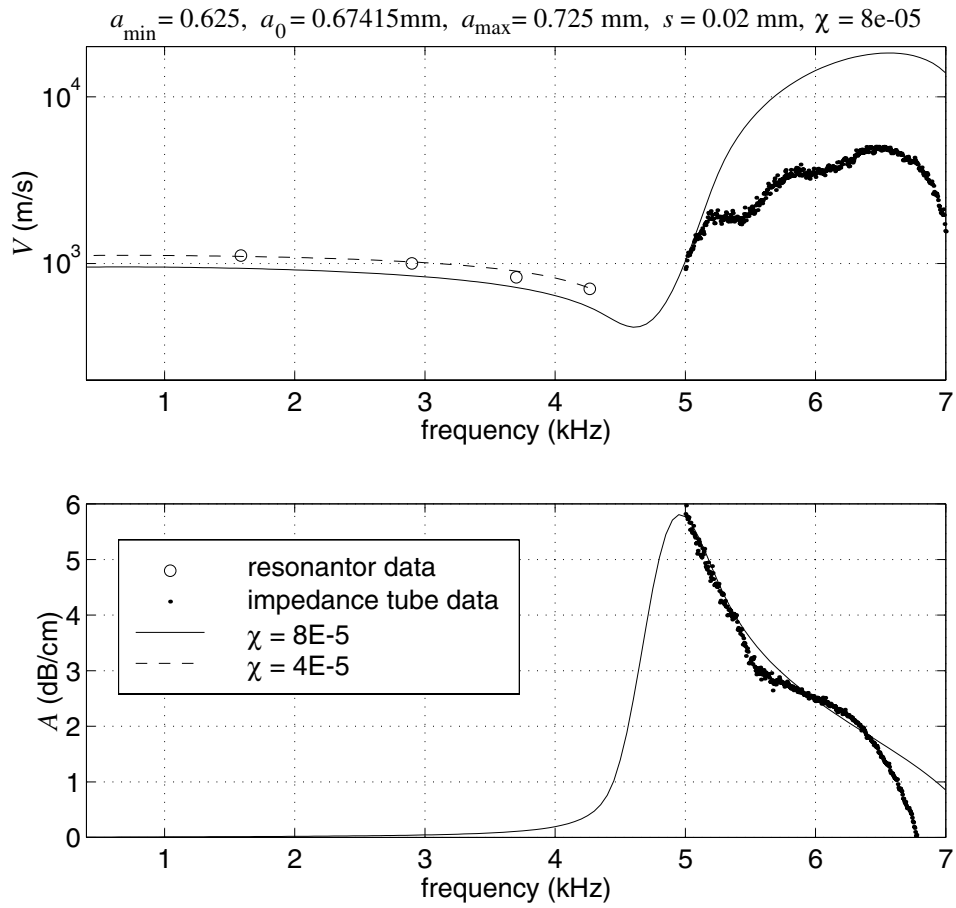 a_min = 0.625, a_0 = 0.67415mm, a_max = 0.725 mm, s = 0.02 mm, χ = 8e-05
10^4
10^3
V (m/s)
1 2 3 4 5 6 7
frequency (kHz)
6
5
4
3
2
1
0
A (dB/cm)
resonantor data
impedance tube data
χ = 8E-5
χ = 4E-5
1 2 3 4 5 6 7
frequency (kHz)